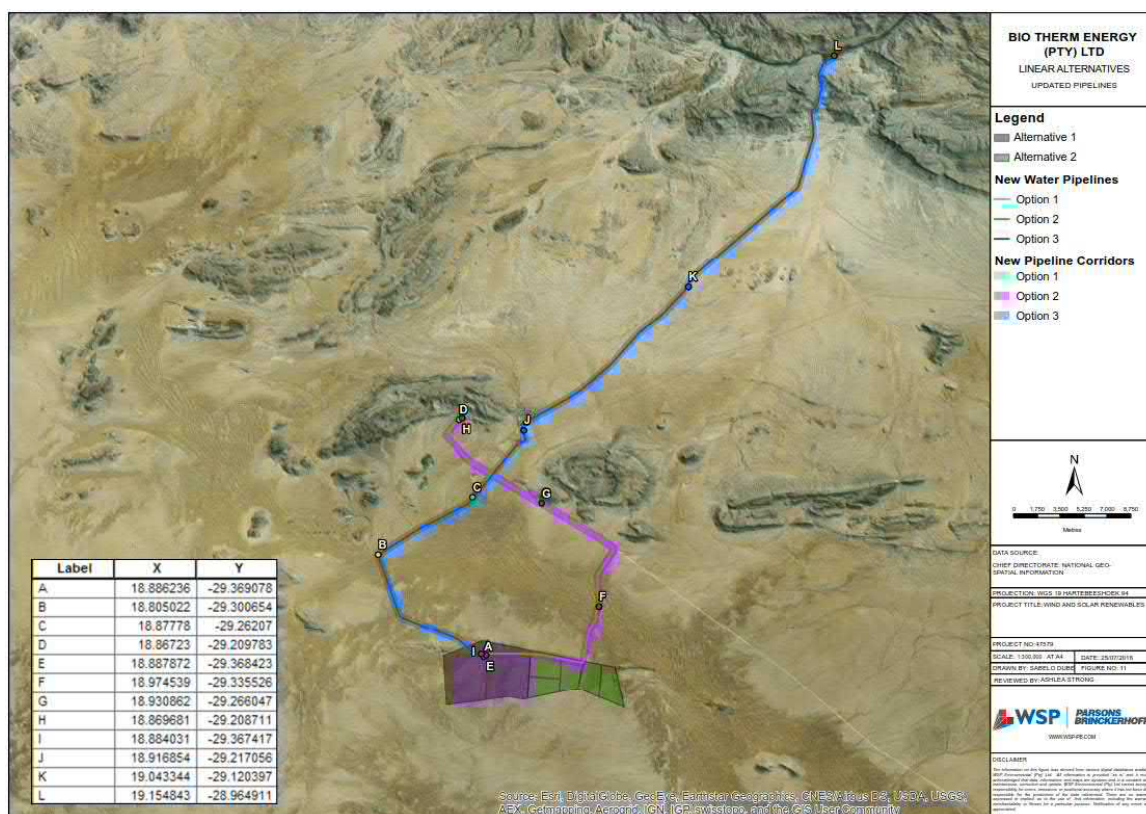 BIO THERM ENERGY
(PTY) LTD
LINEAR ALTERNATIVES
UPDATED PIPELINES
Legend
Alternative 1
Alternative 2
New Water Pipelines
Option 1
Option 2
Option 3
New Pipeline Corridors
Option 1
Option 2
Option 3
N
0 1,750 3,500 5,250 7,000 8,750
Metres
DATA SOURCE:
CHIEF DIRECTORATE: NATIONAL GEO-
SPATIAL INFORMATION
PROJECTION: WGS 19 HARTEBEESHOEK 94
PROJECT TITLE: WIND AND SOLAR RENEWABLES
PROJECT NO: 47579
SCALE: AT A4 DATE: 25/07/2016
DRAWN BY: SABELO DUBE FIGURE NO: 11
REVIEWED BY: ASHLEA STRONG
WSP PARSONS
BRINCKERHOFF
WWW.WSP-PB.COM
DISCLAIMER
L
K
D
H
J
C
G
B
F
I
A
E
Label X Y
A 18.886236 -29.369078
B 18.805022 -29.300654
C 18.87778 -29.26207
D 18.86723 -29.209783
E 18.887872 -29.368423
F 18.974539 -29.335526
G 18.930862 -29.266047
H 18.869681 -29.208711
I 18.884031 -29.367417
J 18.916854 -29.217056
K 19.043344 -29.120397
L 19.154843 -28.964911
Source: Esri, DigitalGlobe, GeoEye, Earthstar Geographics, CNES/Airbus DS, USDA, USGS,
AEX, Getmapping, Aerogrid, IGN, IGP, swisstopo, and the GIS User Community